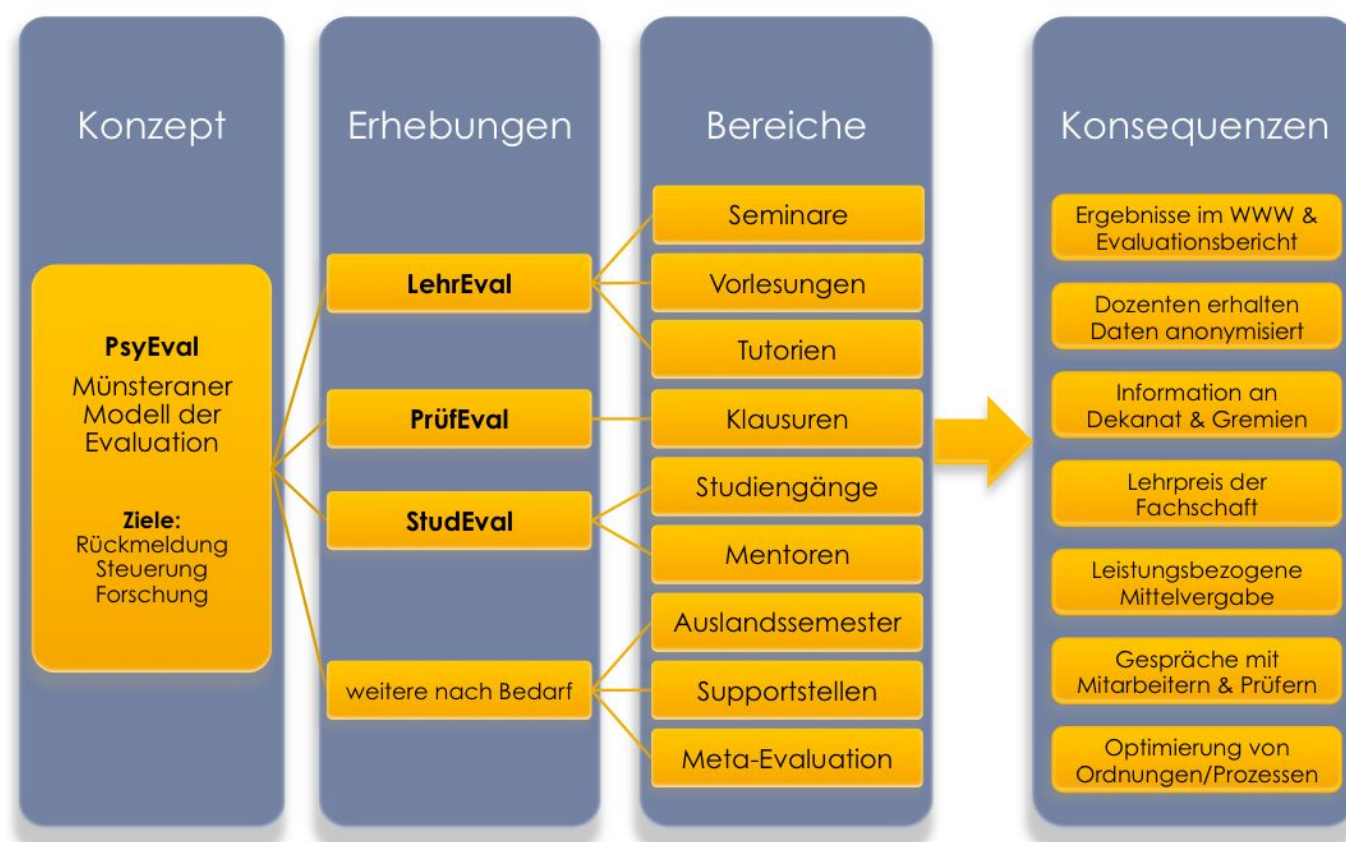 Konzept
PsyEval
Münsteraner
Modell der
Evaluation
Ziele:
Rückmeldung
Steuerung
Forschung
Erhebungen
LehrEval
PrüfEval
StudEval
weitere nach Bedarf
Bereiche
Seminare
Vorlesungen
Tutorien
Klausuren
Studiengänge
Mentoren
Auslandssemester
Supportstellen
Meta-Evaluation
Konsequenzen
Ergebnisse im WWW &
Evaluationsbericht
Dozenten erhalten
Daten anonymisiert
Information an
Dekanat & Gremien
Lehrpreis der
Fachschaft
Leistungsbezogene
Mittelvergabe
Gespräche mit
Mitarbeitern & Prüfern
Optimierung von
Ordnungen/Prozessen